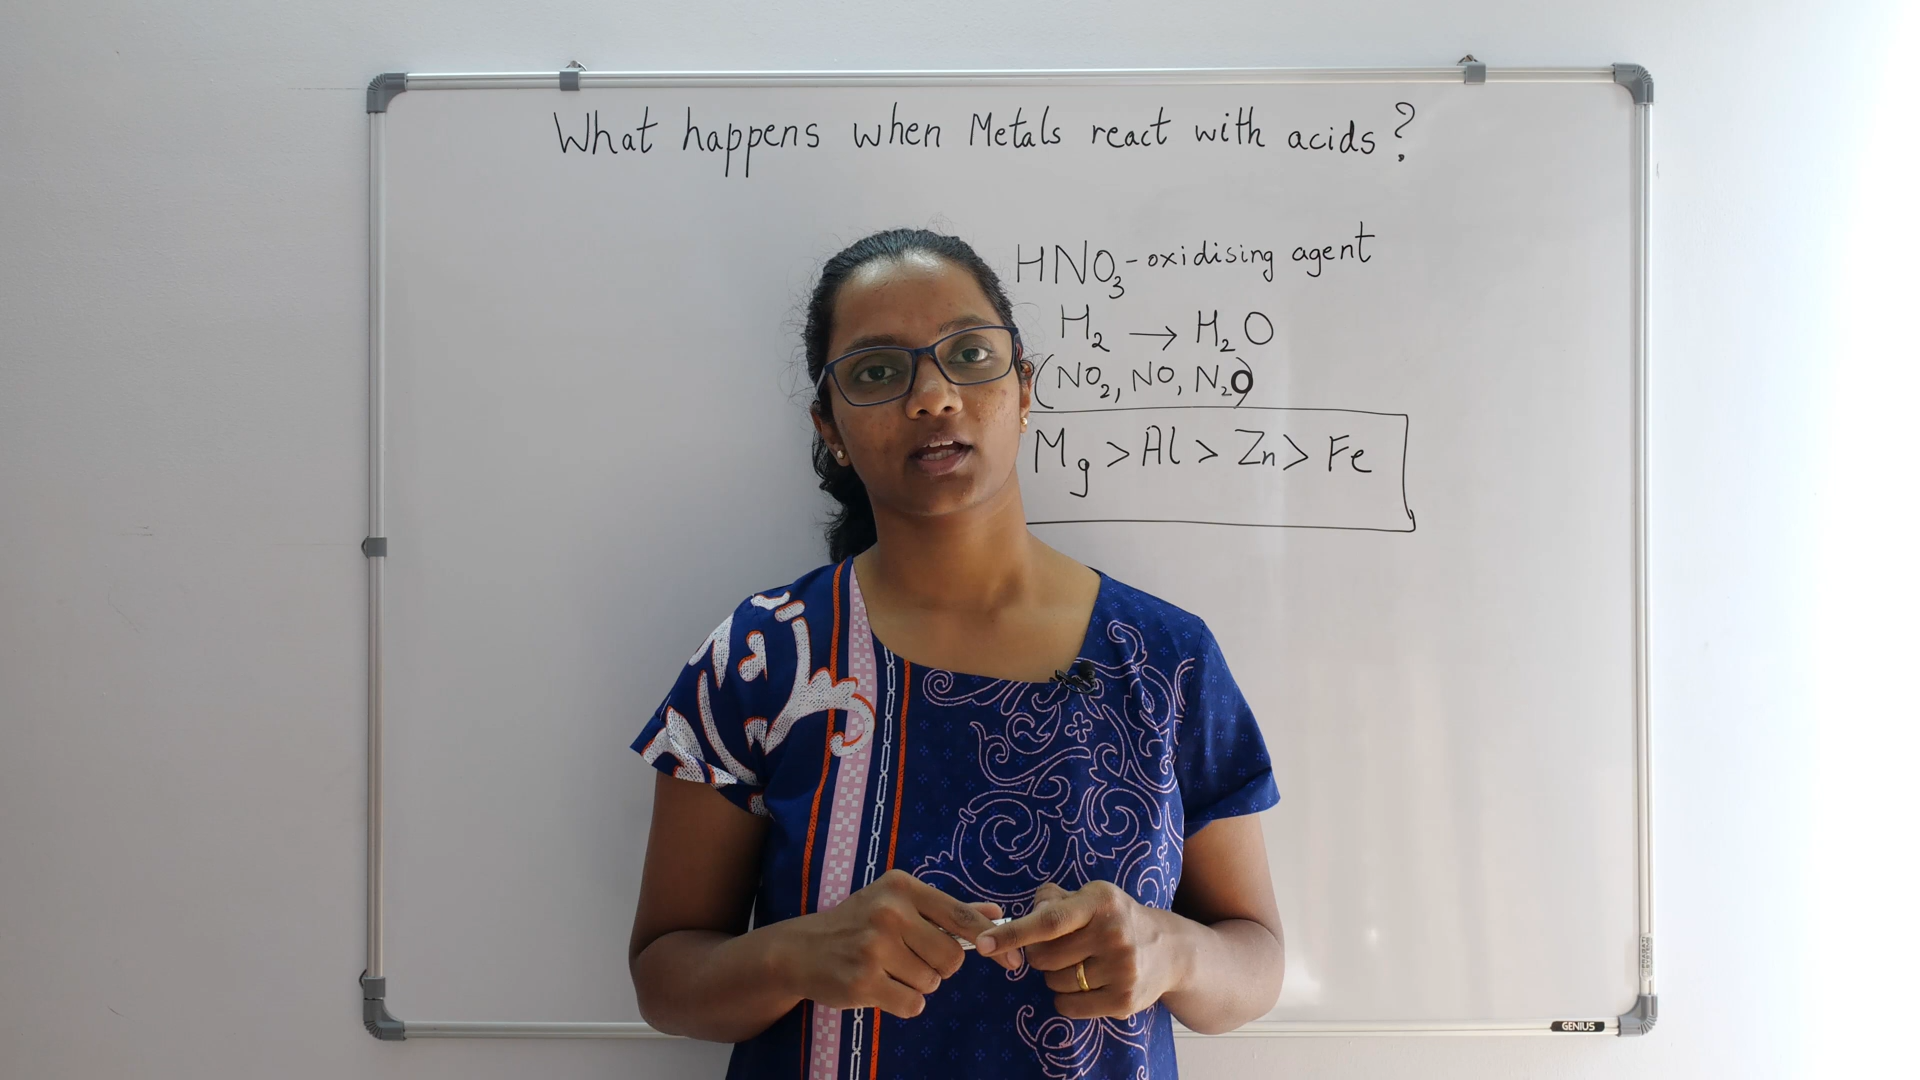 What happens when Metals react with acids?
HNO₃ - oxidising agent
H₂ → H₂O
(NO₂, NO, N₂O)
Mg > Al > Zn > Fe
GENIUS